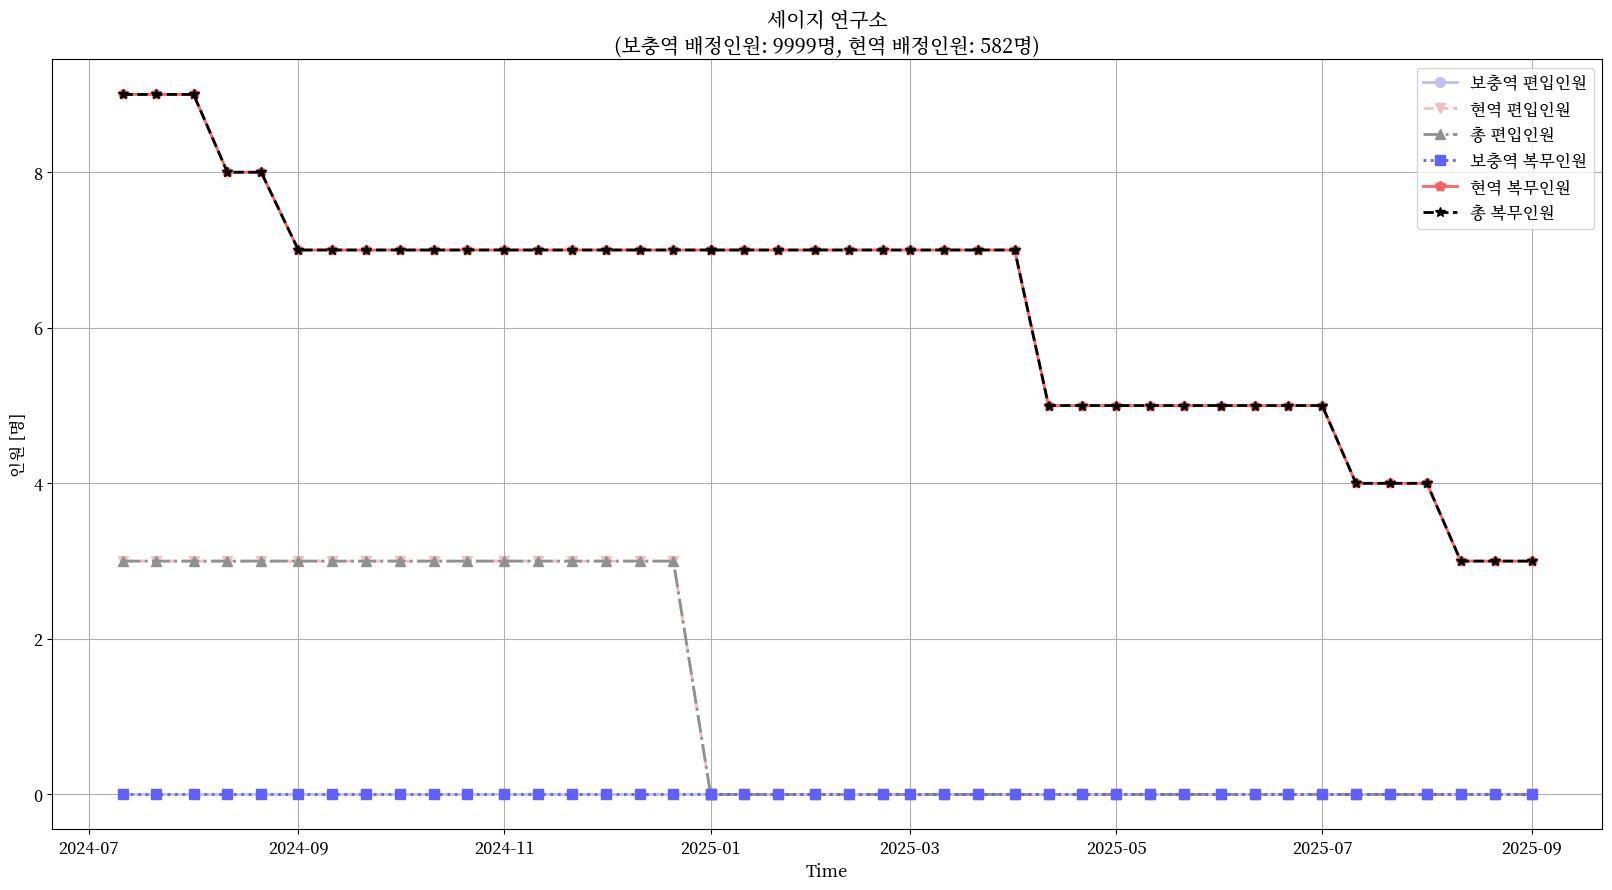 세이지 연구소
(보충역 배정인원: 9999명, 현역 배정인원: 582명)
보충역 편입인원
현역 편입인원
총 편입인원
보충역 복무인원
현역 복무인원
총 복무인원
인원 [명]
8
6
4
2
0
2024-07
2024-09
2024-11
2025-01
2025-03
2025-05
2025-07
2025-09
Time